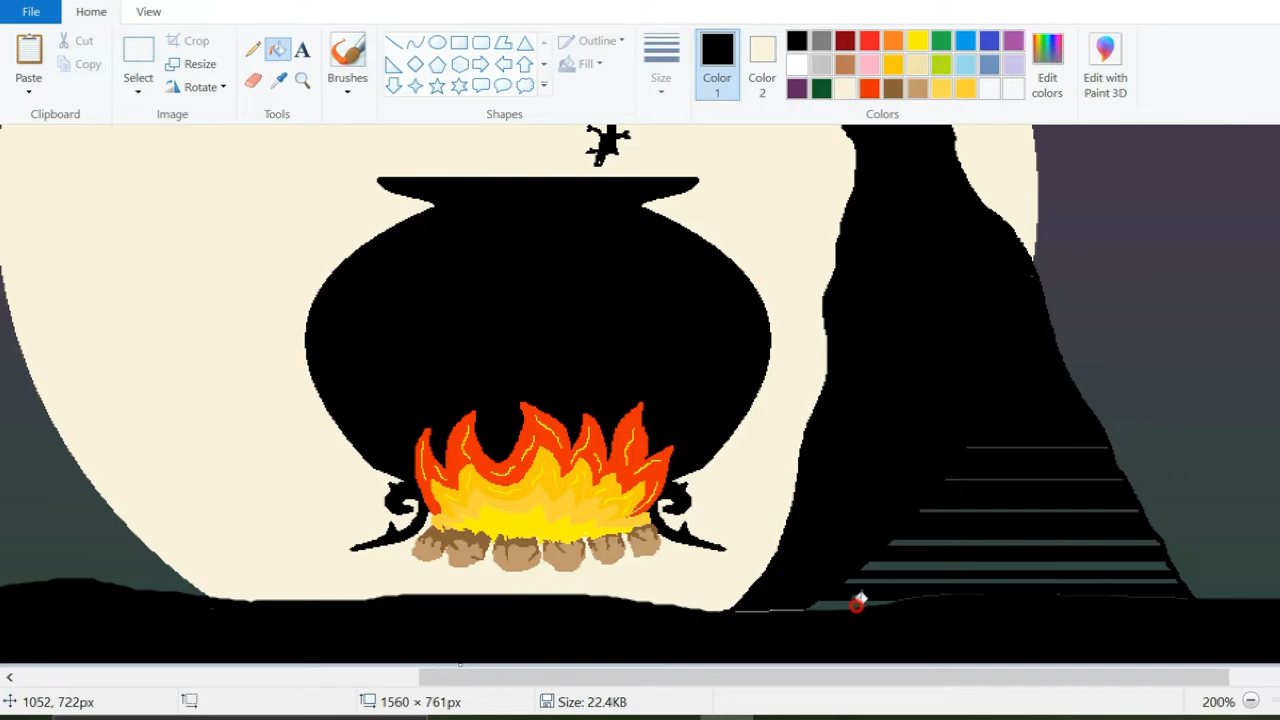 File Home View
Paste
Cut
Copy
Clipboard
Select
Crop
Resize
Rotate
Image
Tools
Brushes
Shapes
Outline
Fill
Size
Color 1
Color 2
Colors
Edit colors
Edit with Paint 3D
1052, 722px
1560 × 761px
Size: 22.4KB
200%